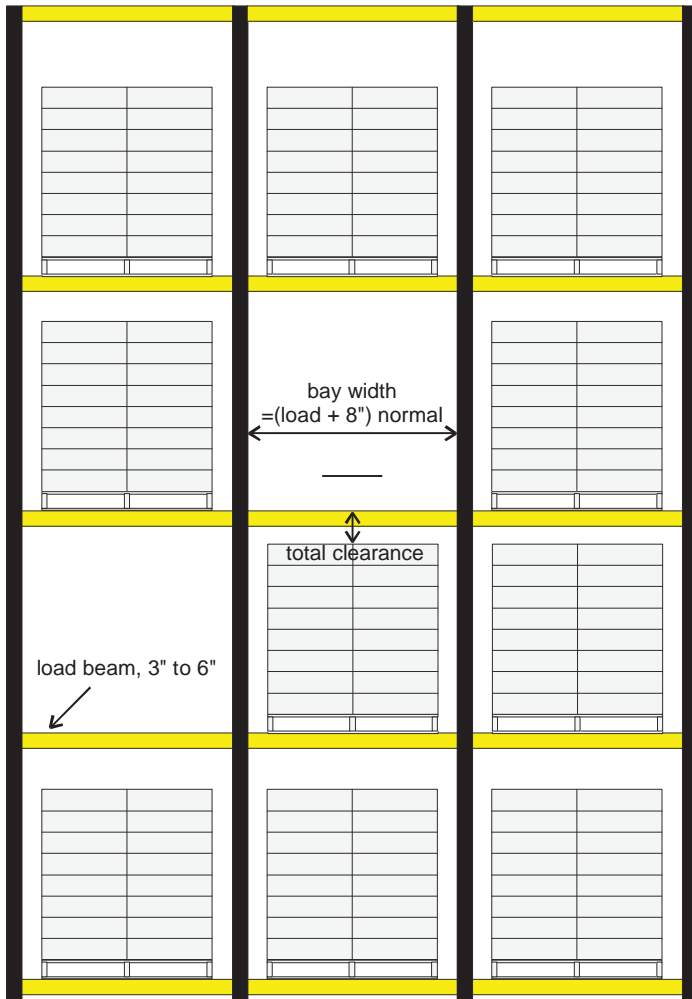 bay width
=(load + 8") normal
total clearance
load beam, 3" to 6"